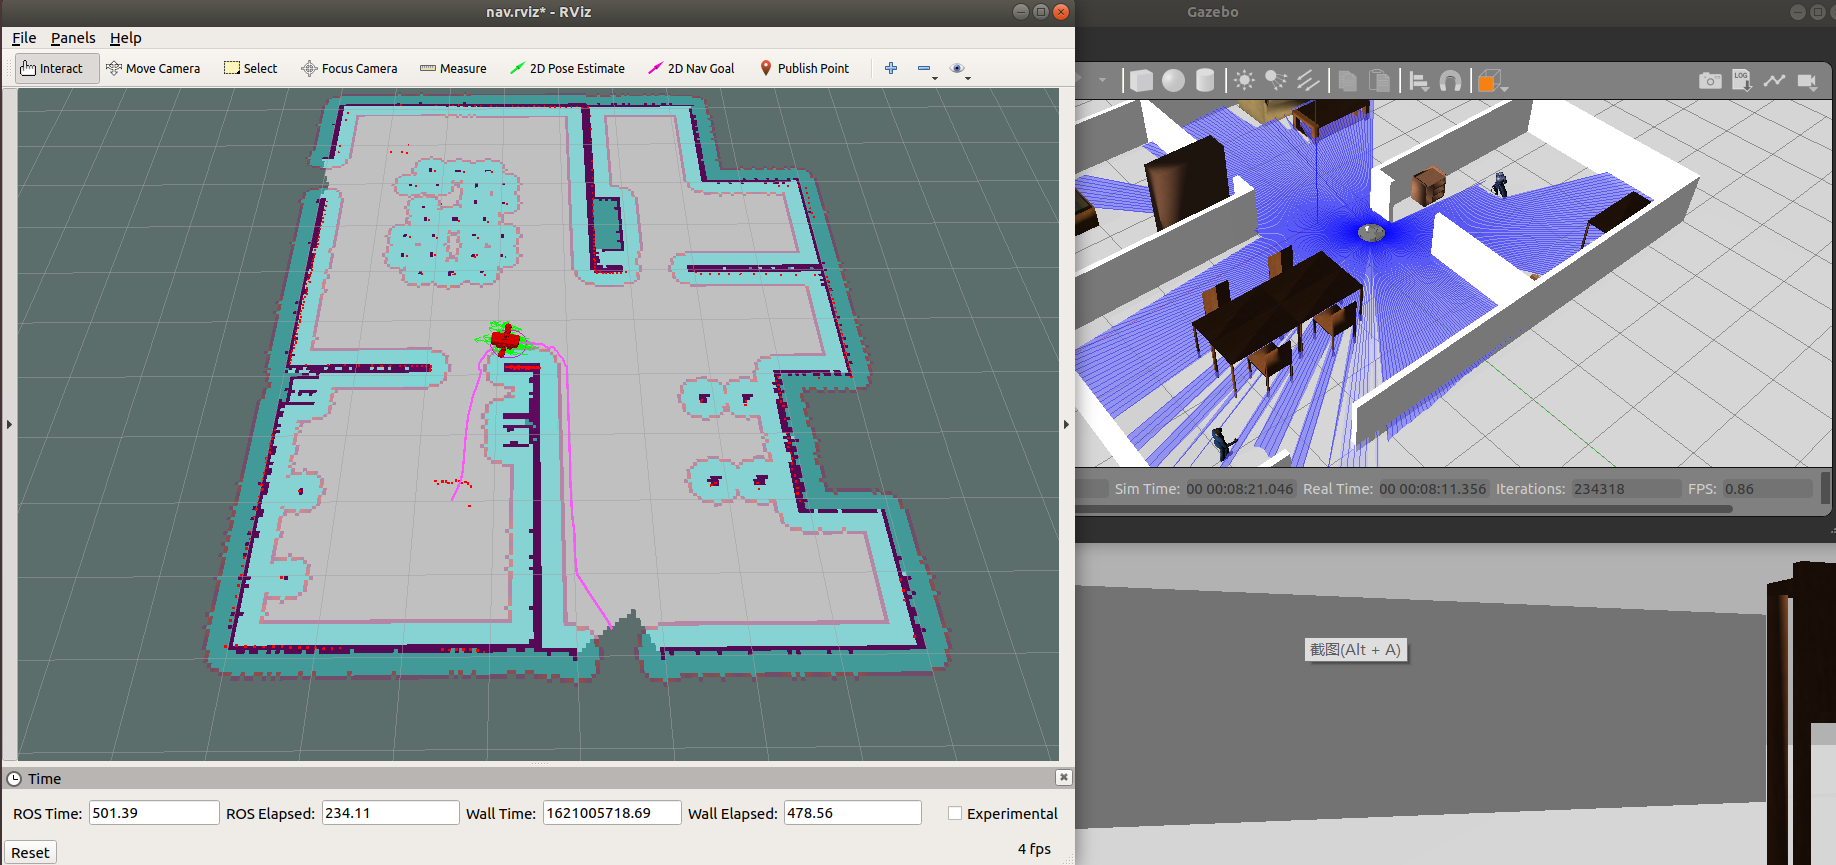 nav.rviz* - RViz
Gazebo
File Panels Help
Interact Move Camera Select Focus Camera Measure 2D Pose Estimate 2D Nav Goal Publish Point
LOG
Sim Time: 00 00:08:21.046 Real Time: 00 00:08:11.356 Iterations: 234318 FPS: 0.86
截图(Alt + A)
Time
ROS Time: 501.39 ROS Elapsed: 234.11 Wall Time: 1621005718.69 Wall Elapsed: 478.56 Experimental
Reset
4 fps